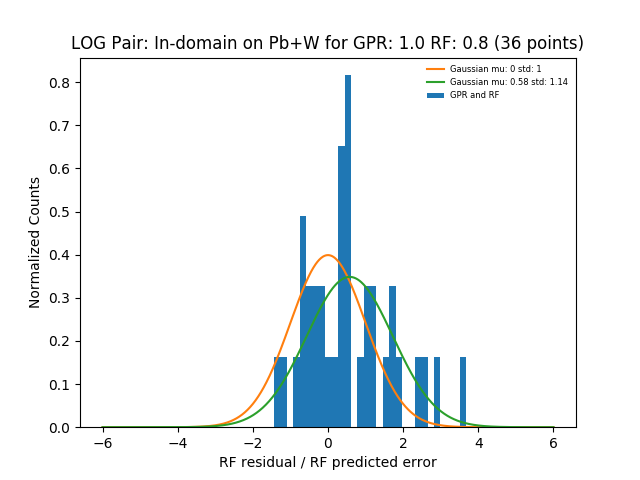 LOG Pair: In-domain on Pb+W for GPR: 1.0 RF: 0.8 (36 points)
Gaussian mu: 0 std: 1
Gaussian mu: 0.58 std: 1.14
GPR and RF
Normalized Counts
0.8
0.7
0.6
0.5
0.4
0.3
0.2
0.1
0.0
−6 −4 −2 0 2 4 6
RF residual / RF predicted error